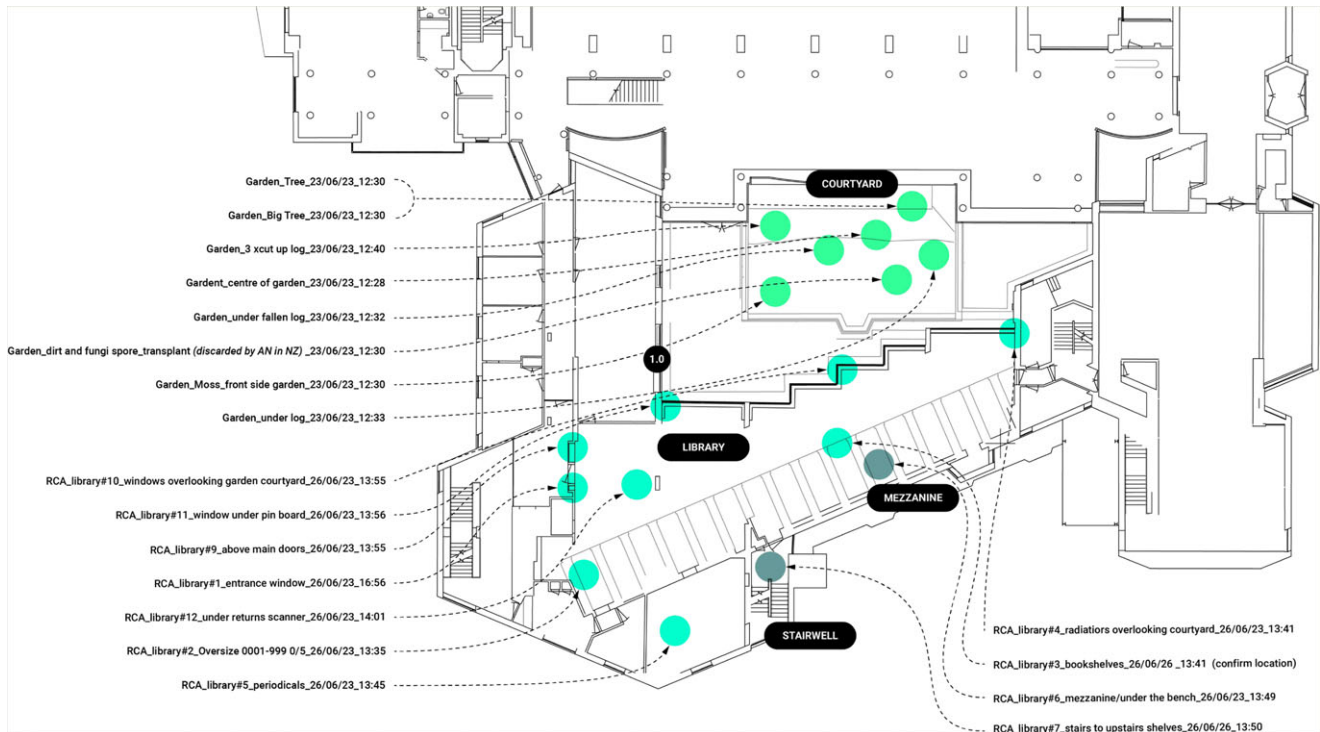 COURTYARD
Garden_Tree_23/06/23_12:30
Garden_Big Tree_23/06/23_12:30
Garden_3 xcut up log_23/06/23_12:40
Gardent_centre of garden_23/06/23_12:28
Garden_under fallen log_23/06/23_12:32
Garden_dirt and fungi spore_transplant (discarded by AN in NZ) _23/06/23_12:30
1.0
Garden_Moss_front side garden_23/06/23_12:30
Garden_under log_23/06/23_12:33
LIBRARY
RCA_library#10_windows overlooking garden courtyard_26/06/23_13:55
MEZZANINE
RCA_library#11_window under pin board_26/06/23_13:56
RCA_library#9_above main doors_26/06/23_13:55
RCA_library#1_entrance window_26/06/23_16:56
RCA_library#12_under returns scanner_26/06/23_14:01
STAIRWELL
RCA_library#2_Oversize 0001-999 0/5_26/06/23_13:35
RCA_library#5_periodicals_26/06/23_13:45
RCA_library#4_radiatiors overlooking courtyard_26/06/23_13:41
RCA_library#3_bookshelves_26/06/26 _13:41 (confirm location)
RCA_library#6_mezzanine/under the bench_26/06/23_13:49
RCA_library#7_stairs to upstairs shelves_26/06/26_13:50